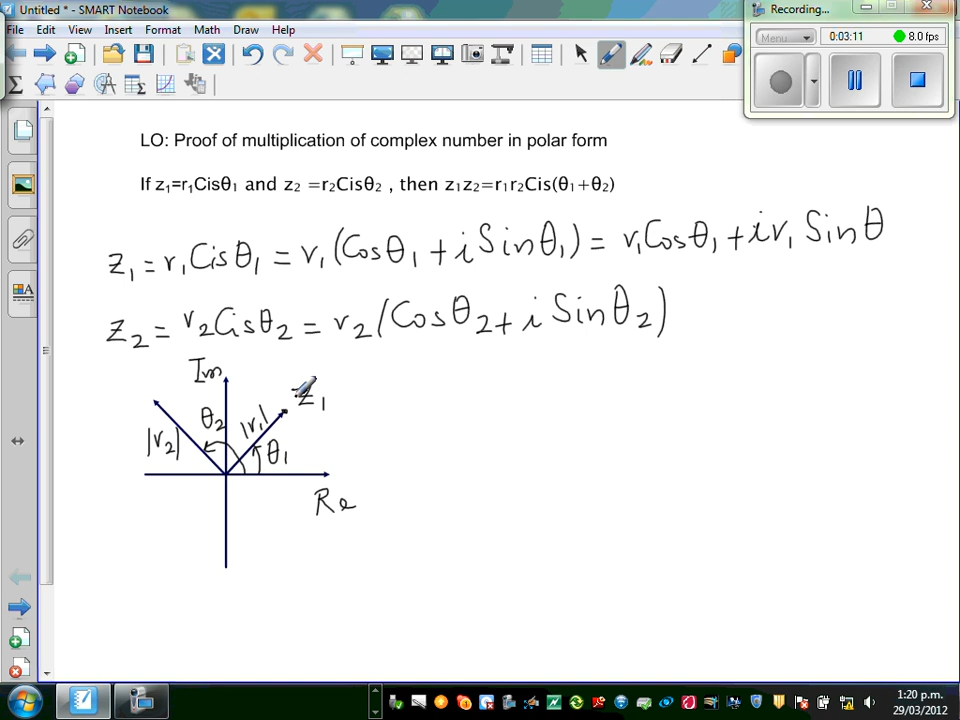 Untitled * - SMART Notebook
File Edit View Insert Format Math Draw Help
Recording...
Menu 0:03:11 8.0 fps
LO: Proof of multiplication of complex number in polar form
If z₁=r₁Cisθ1 and z₂ =r₂Cisθ₂ , then z₁z₂=r₁r₂Cis(θ₁+θ₂)
z₁ = r₁Cisθ₁ = r₁(Cosθ₁ + i Sinθ₁) = r₁Cosθ₁ + i r₁ Sin θ
z₂ = r₂Cisθ₂ = r₂(Cosθ₂ + i Sinθ₂)
Im
z₁
θ₂ |r₁|
|r₂| θ₁
Re
1:20 p.m.
29/03/2012